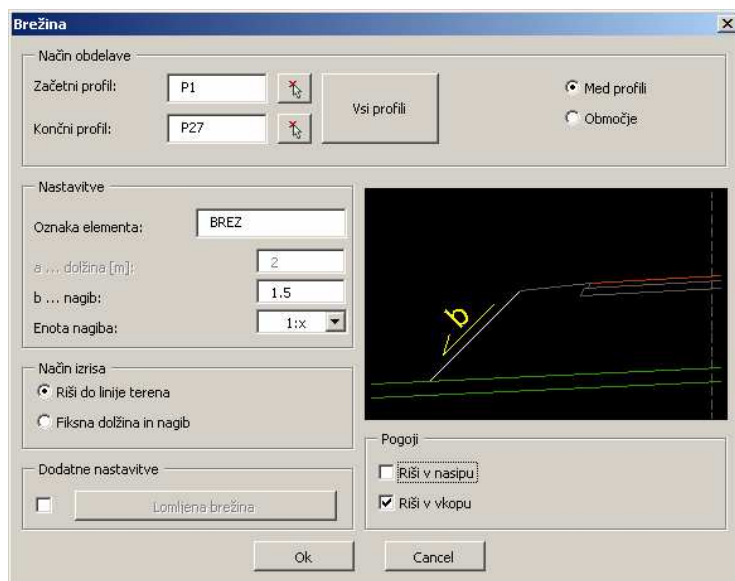 Brežina
Način obdelave
Začetni profil:
P1
Končni profil:
P27
Vsi profili
Med profili
Območje
Nastavitve
Oznaka elementa:
BREZ
a ... dolžina [m]:
2
b ... nagib:
1.5
Enota nagiba:
1:x
b
Način izrisa
Riši do linije terena
Fiksna dolžina in nagib
Pogoji
Riši v nasipu
Riši v vkopu
Dodatne nastavitve
Lomljena brežina
Ok
Cancel